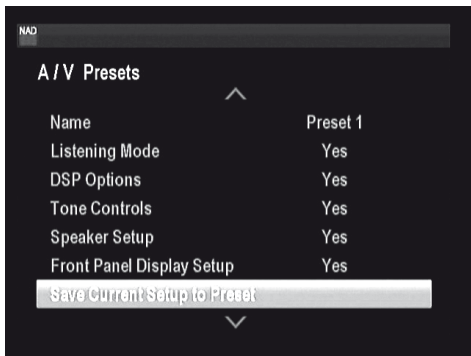 NAD
A / V Presets
Name Preset 1
Listening Mode Yes
DSP Options Yes
Tone Controls Yes
Speaker Setup Yes
Front Panel Display Setup Yes
Save Current Setup to Preset